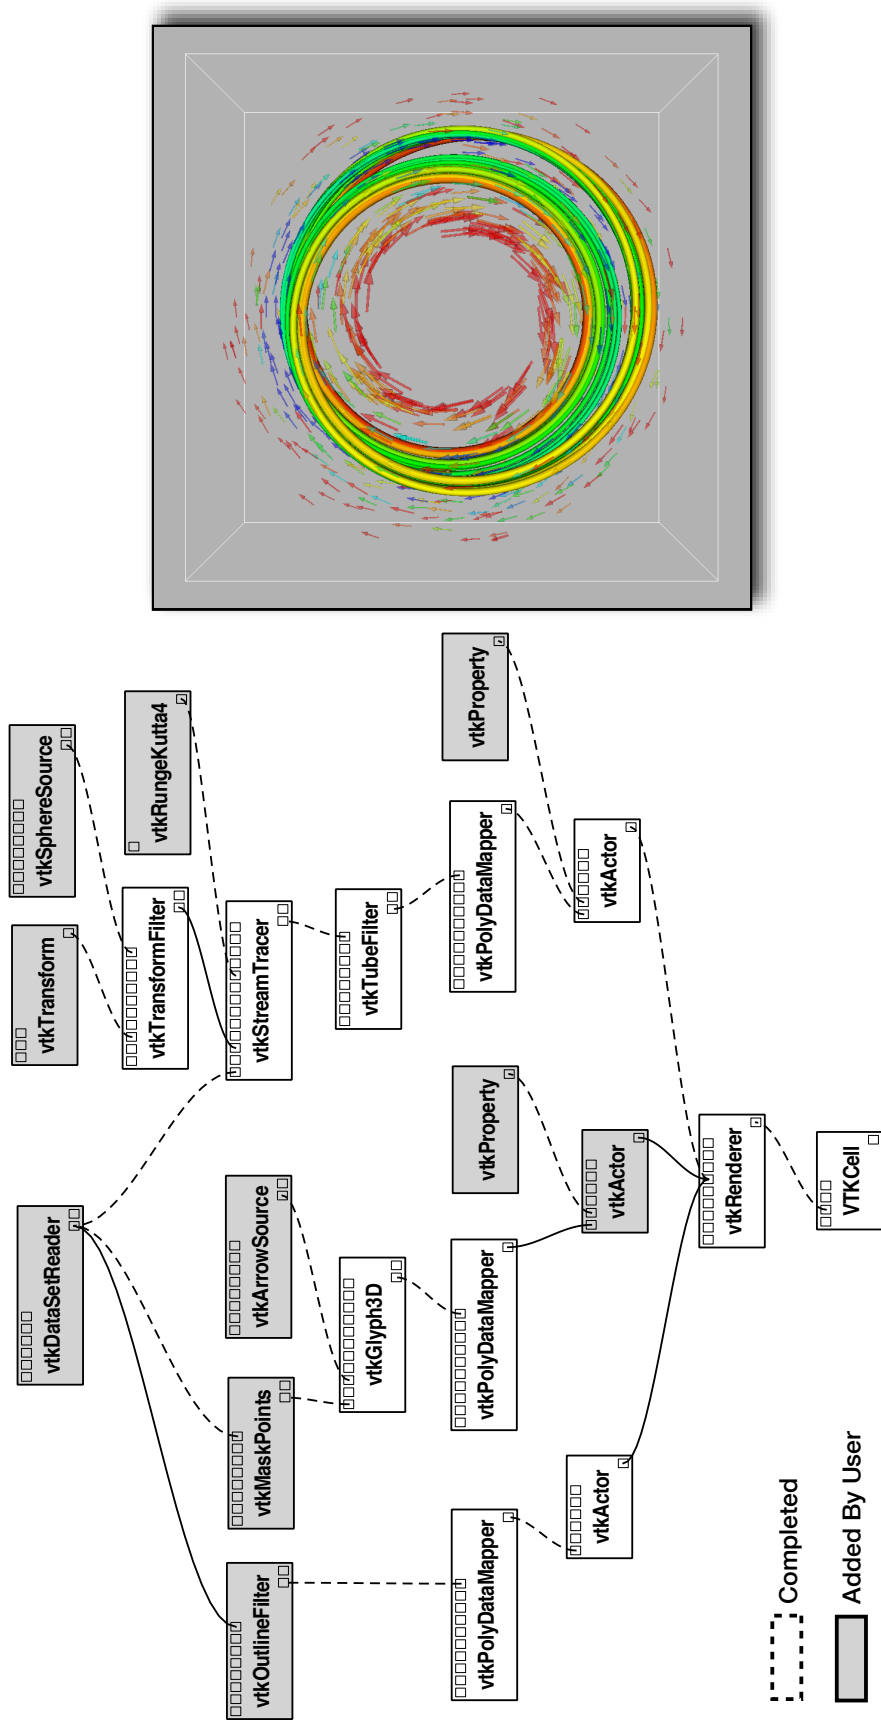 vtkDataSetReader
vtkTransform
vtkSphereSource
vtkTransformFilter
vtkRungeKutta4
vtkOutlineFilter
vtkMaskPoints
vtkArrowSource
vtkStreamTracer
vtkGlyph3D
vtkTubeFilter
vtkPolyDataMapper
vtkPolyDataMapper
vtkProperty
vtkPolyDataMapper
vtkProperty
vtkActor
vtkActor
vtkActor
vtkRenderer
VTKCell
Completed
Added By User